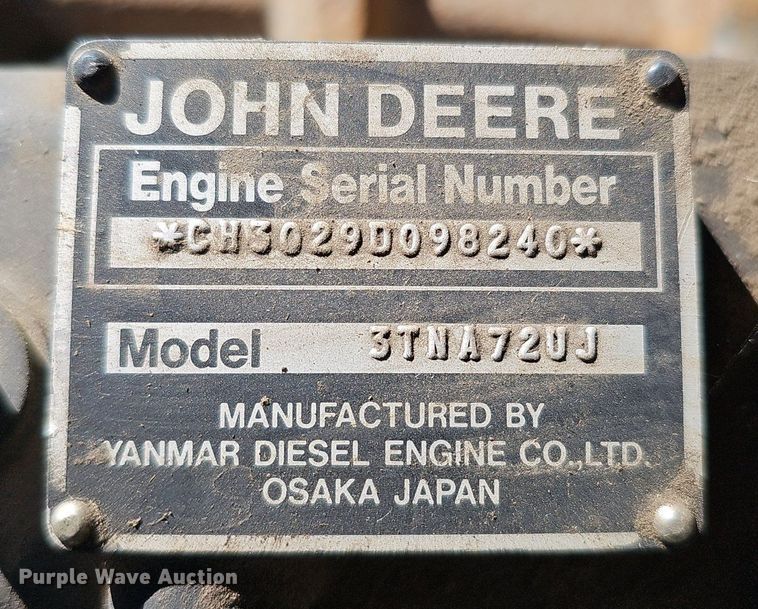 JOHN DEERE
Engine Serial Number
*CH3029D098240*
Model 3TNA72UJ
MANUFACTURED BY
YANMAR DIESEL ENGINE CO.,LTD.
OSAKA JAPAN
Purple Wave Auction